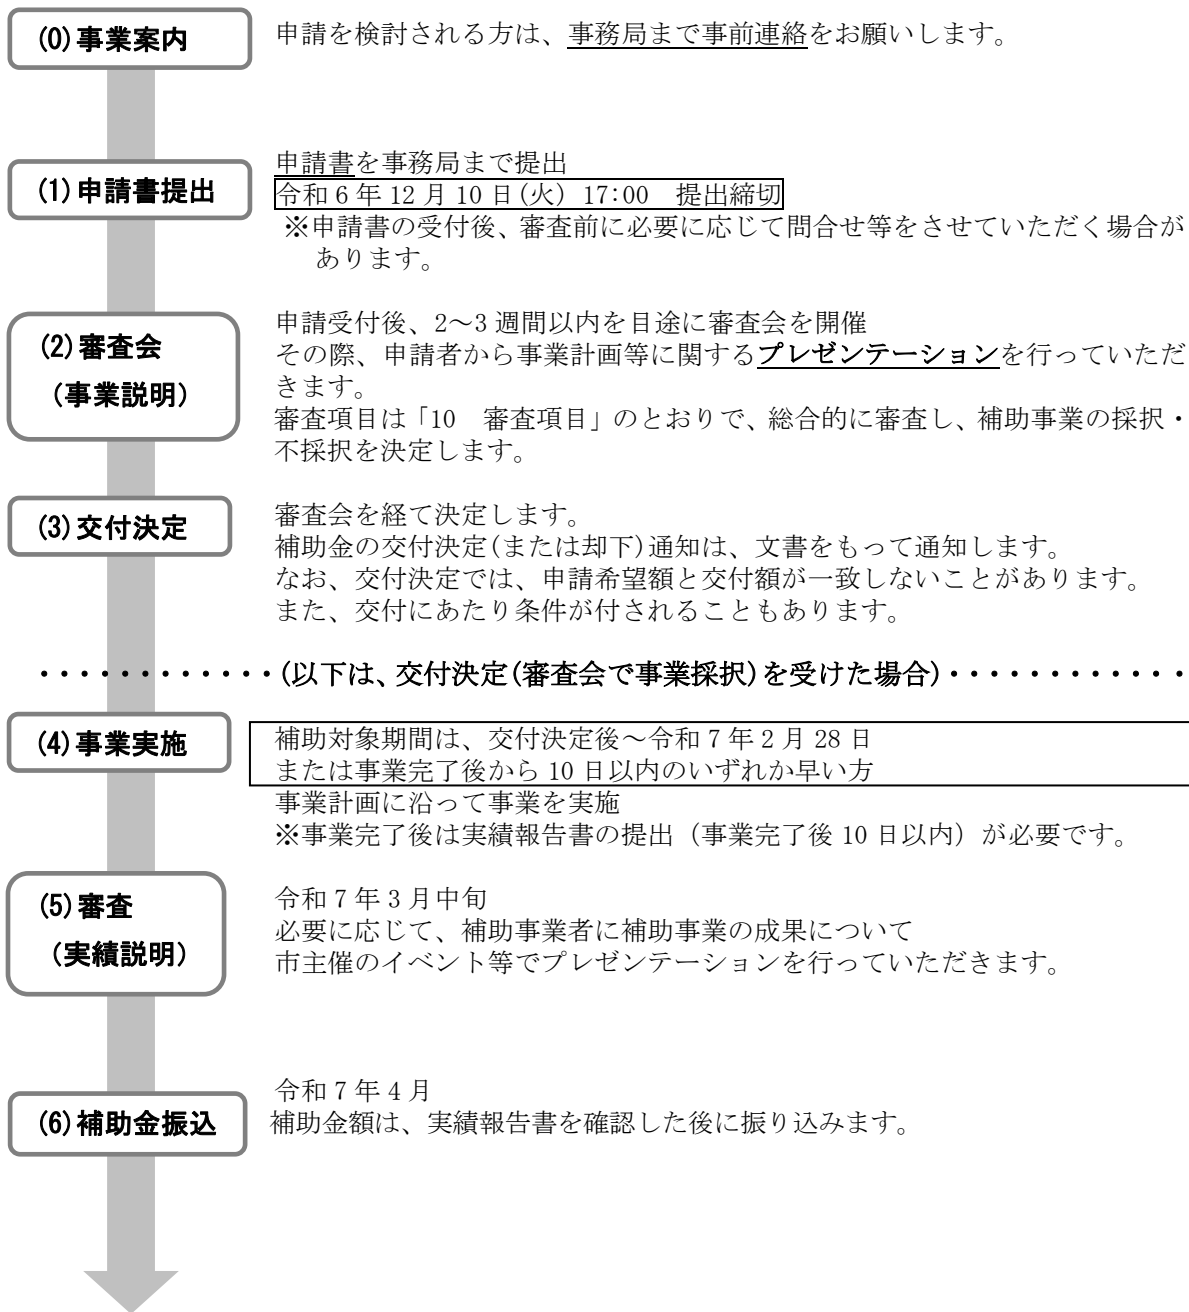 (0)事業案内
申請を検討される方は、事務局まで事前連絡をお願いします。
(1)申請書提出
申請書を事務局まで提出
令和6年12月10日(火) 17:00　提出締切
※申請書の受付後、審査前に必要に応じて問合せ等をさせていただく場合が
あります。
(2)審査会
（事業説明）
申請受付後、2～3週間以内を目途に審査会を開催
その際、申請者から事業計画等に関するプレゼンテーションを行っていただ
きます。
審査項目は「10　審査項目」のとおりで、総合的に審査し、補助事業の採択・
不採択を決定します。
(3)交付決定
審査会を経て決定します。
補助金の交付決定(または却下)通知は、文書をもって通知します。
なお、交付決定では、申請希望額と交付額が一致しないことがあります。
また、交付にあたり条件が付されることもあります。
・・・・・・・・・・・・(以下は、交付決定(審査会で事業採択)を受けた場合)・・・・・・・・・・・・
(4)事業実施
補助対象期間は、交付決定後～令和7年2月28日
または事業完了後から10日以内のいずれか早い方
事業計画に沿って事業を実施
※事業完了後は実績報告書の提出（事業完了後10日以内）が必要です。
(5)審査
（実績説明）
令和7年3月中旬
必要に応じて、補助事業者に補助事業の成果について
市主催のイベント等でプレゼンテーションを行っていただきます。
(6)補助金振込
令和7年4月
補助金額は、実績報告書を確認した後に振り込みます。